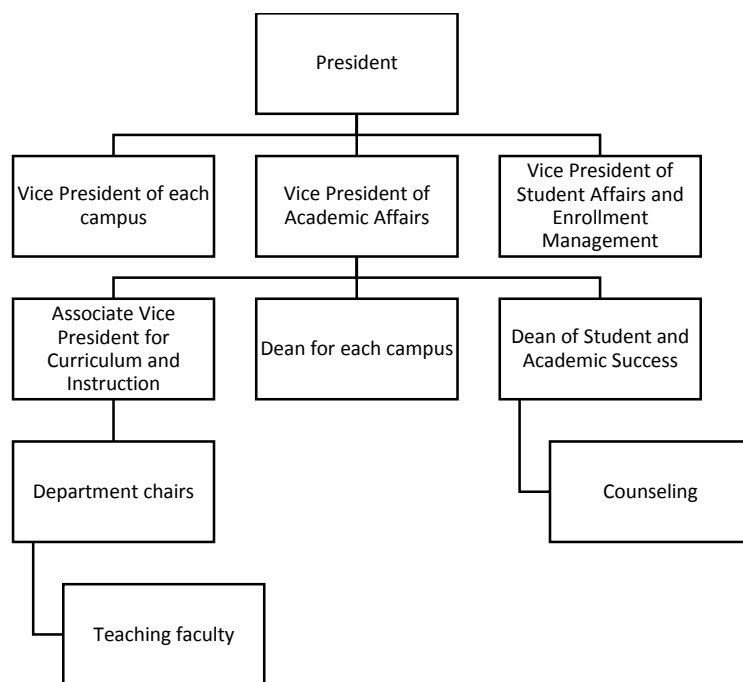 President
Vice President of each
campus
Vice President of
Academic Affairs
Vice President of
Student Affairs and
Enrollment
Management
Associate Vice
President for
Curriculum and
Instruction
Dean for each campus
Dean of Student and
Academic Success
Department chairs
Counseling
Teaching faculty